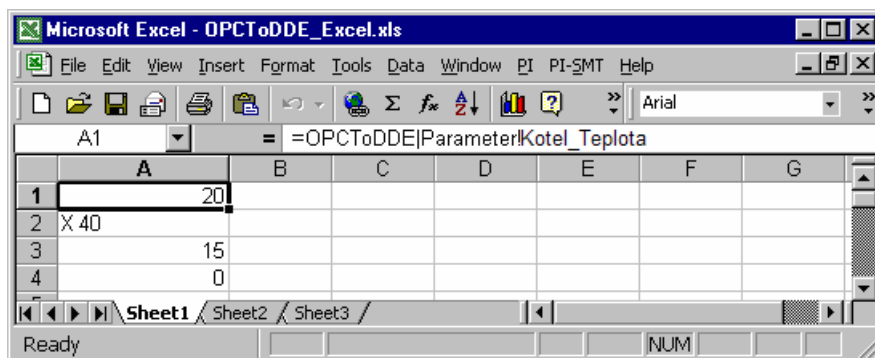 Microsoft Excel - OPCToDDE_Excel.xls
File Edit View Insert Format Tools Data Window PI PI-SMT Help
Σ fx A Z ? » Arial »
A1 = =OPCToDDE|Parameter!Kotel_Teplota
A B C D E F G
1 20
2 X 40
3 15
4 0
Sheet1 Sheet2 Sheet3
Ready NUM